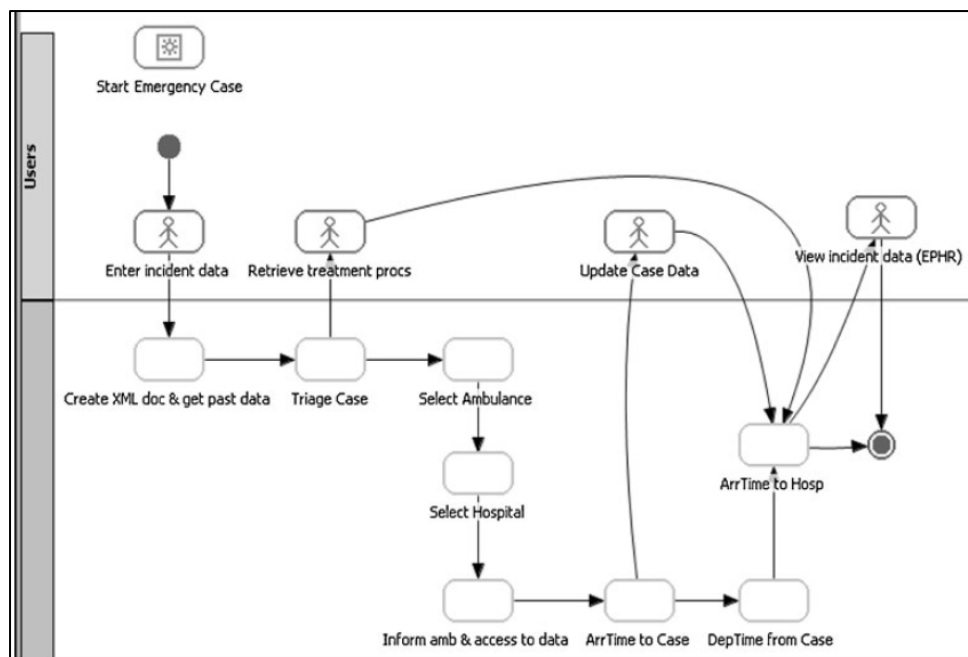 Start Emergency Case
Users
Enter incident data
Retrieve treatment procs
Update Case Data
View incident data (EPHR)
Create XML doc & get past data
Triage Case
Select Ambulance
Select Hospital
ArrTime to Hosp
Inform amb & access to data
ArrTime to Case
DepTime from Case